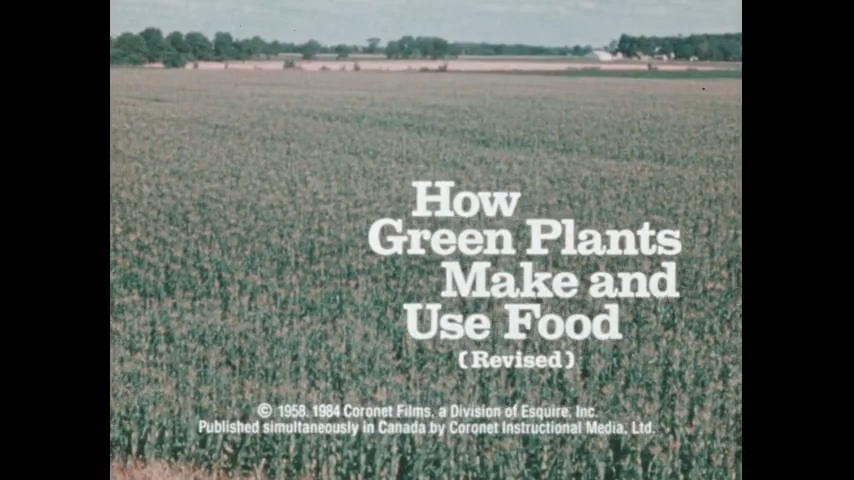 How
Green Plants
Make and
Use Food
(Revised)
© 1958, 1984 Coronet Films, a Division of Esquire, Inc.
Published simultaneously in Canada by Coronet Instructional Media, Ltd.